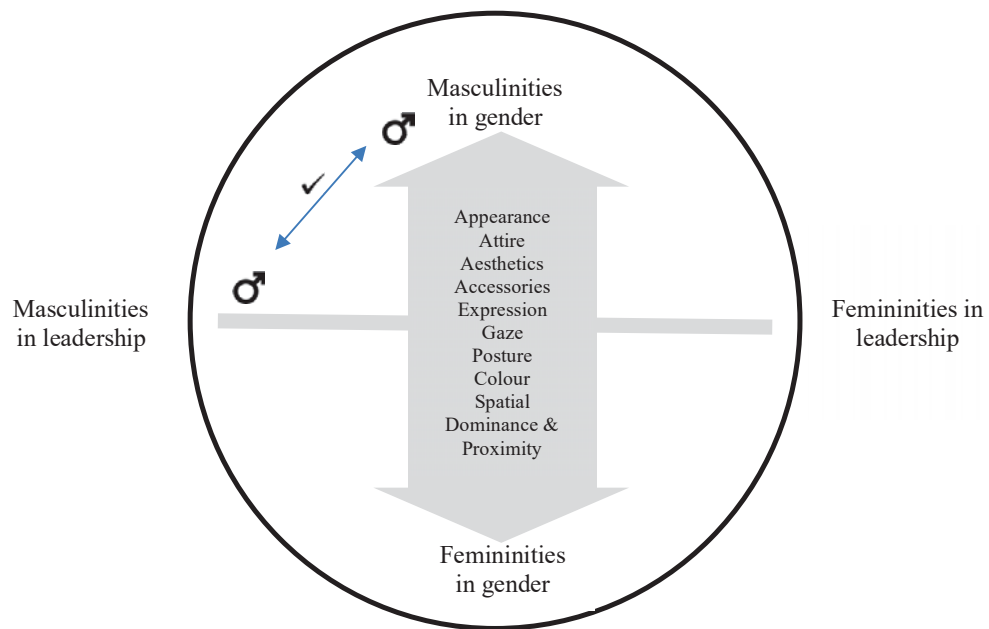 Masculinities
in gender
Appearance
Attire
Aesthetics
Accessories
Expression
Gaze
Posture
Colour
Spatial
Dominance &
Proximity
Masculinities
in leadership
Femininities in
leadership
Femininities
in gender